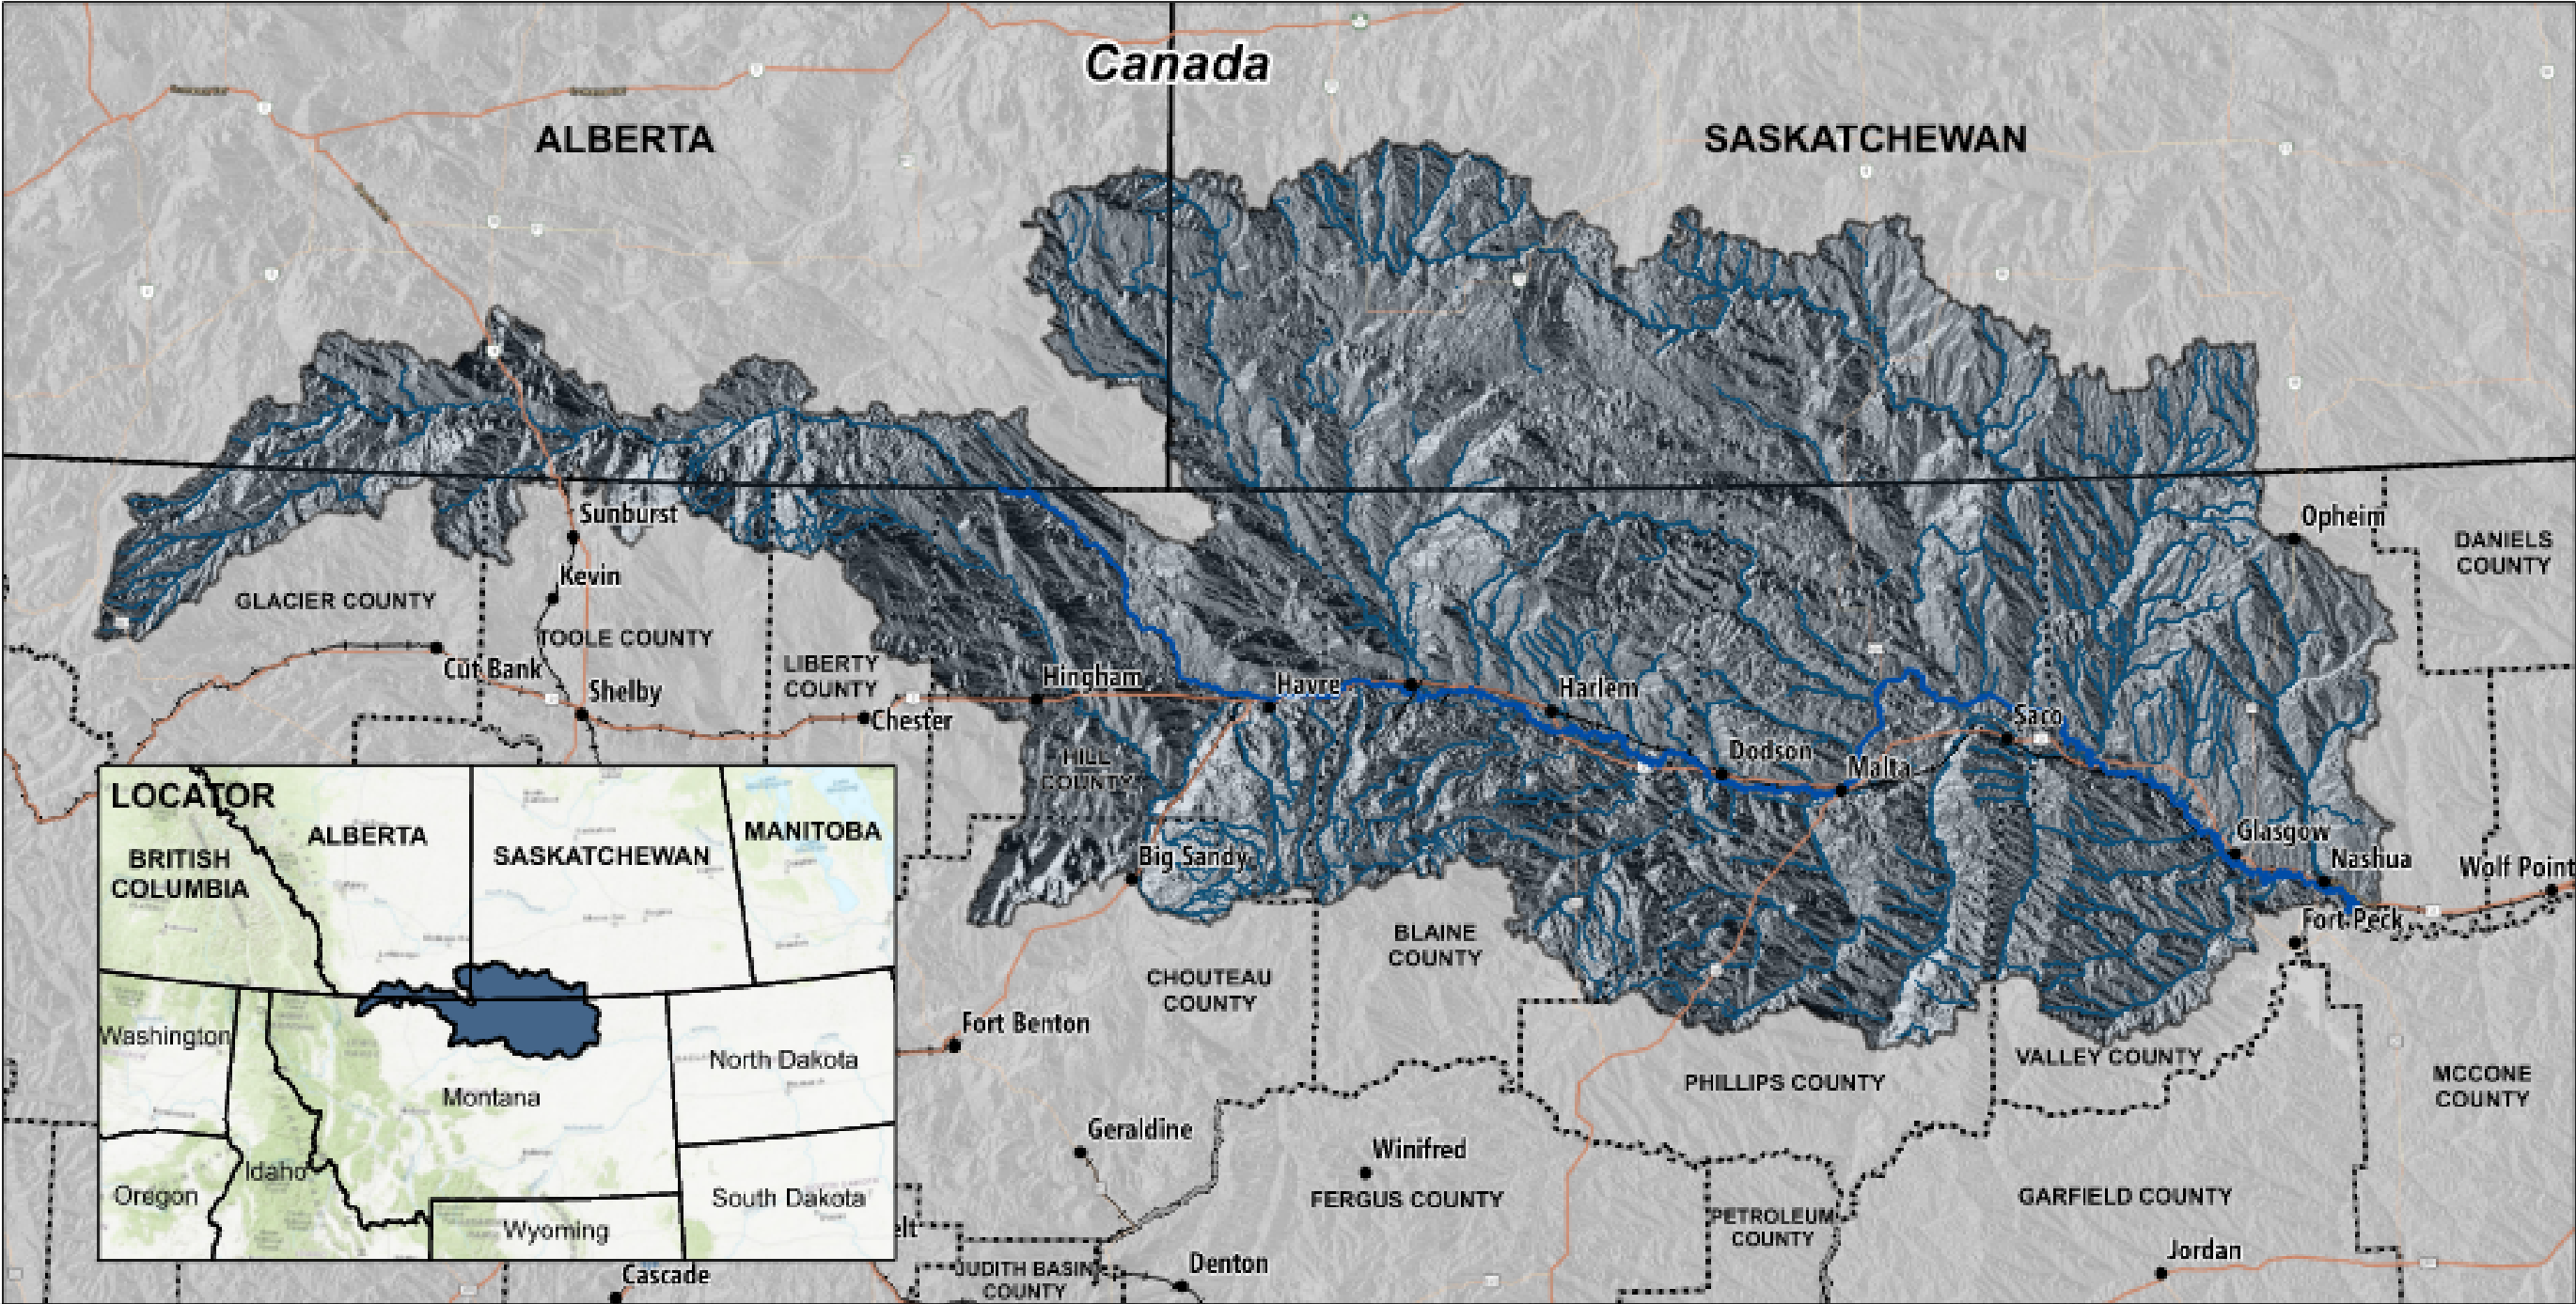 Canada
ALBERTA
SASKATCHEWAN
Sunburst
Opheim
DANIELS
COUNTY
Kevin
GLACIER COUNTY
TOOLE COUNTY
Cut Bank
LIBERTY
COUNTY
Hingham
Havre
Harlem
Shelby
Chester
Saco
HILL
COUNTY
Dodson
Malta
Glasgow
Nashua
Wolf Point
Big Sandy
Fort Peck
BLAINE
COUNTY
CHOUTEAU
COUNTY
Fort Benton
VALLEY COUNTY
PHILLIPS COUNTY
MCCONE
COUNTY
Geraldine
Winifred
FERGUS COUNTY
GARFIELD COUNTY
PETROLEUM
COUNTY
elt
Jordan
Denton
JUDITH BASIN
COUNTY
Cascade
LOCATOR
ALBERTA
MANITOBA
BRITISH
COLUMBIA
SASKATCHEWAN
Washington
North Dakota
Montana
Idaho
Oregon
South Dakota
Wyoming